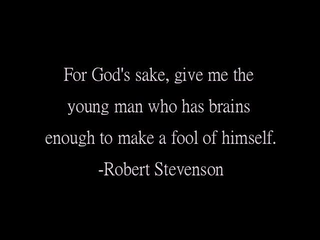 For God's sake, give me the
young man who has brains
enough to make a fool of himself.
-Robert Stevenson